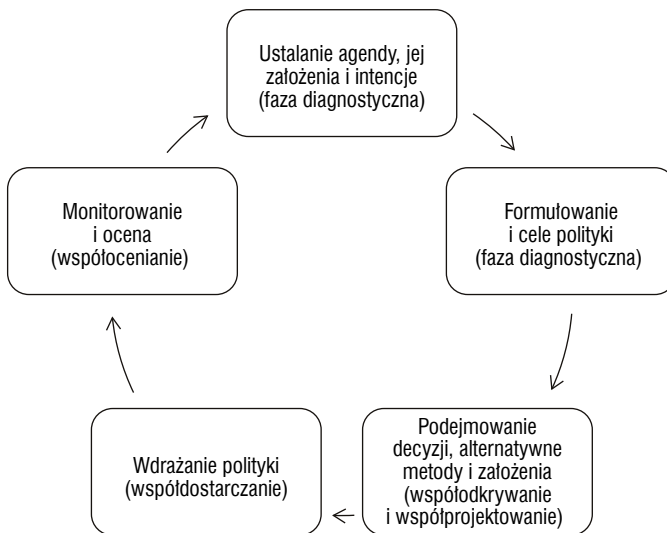 Ustalanie agendy, jej
założenia i intencje
(faza diagnostyczna)
Formułowanie
i cele polityki
(faza diagnostyczna)
Podejmowanie
decyzji, alternatywne
metody i założenia
(współodkrywanie
i współprojektowanie)
Wdrażanie polityki
(współdostarczanie)
Monitorowanie
i ocena
(współocenianie)